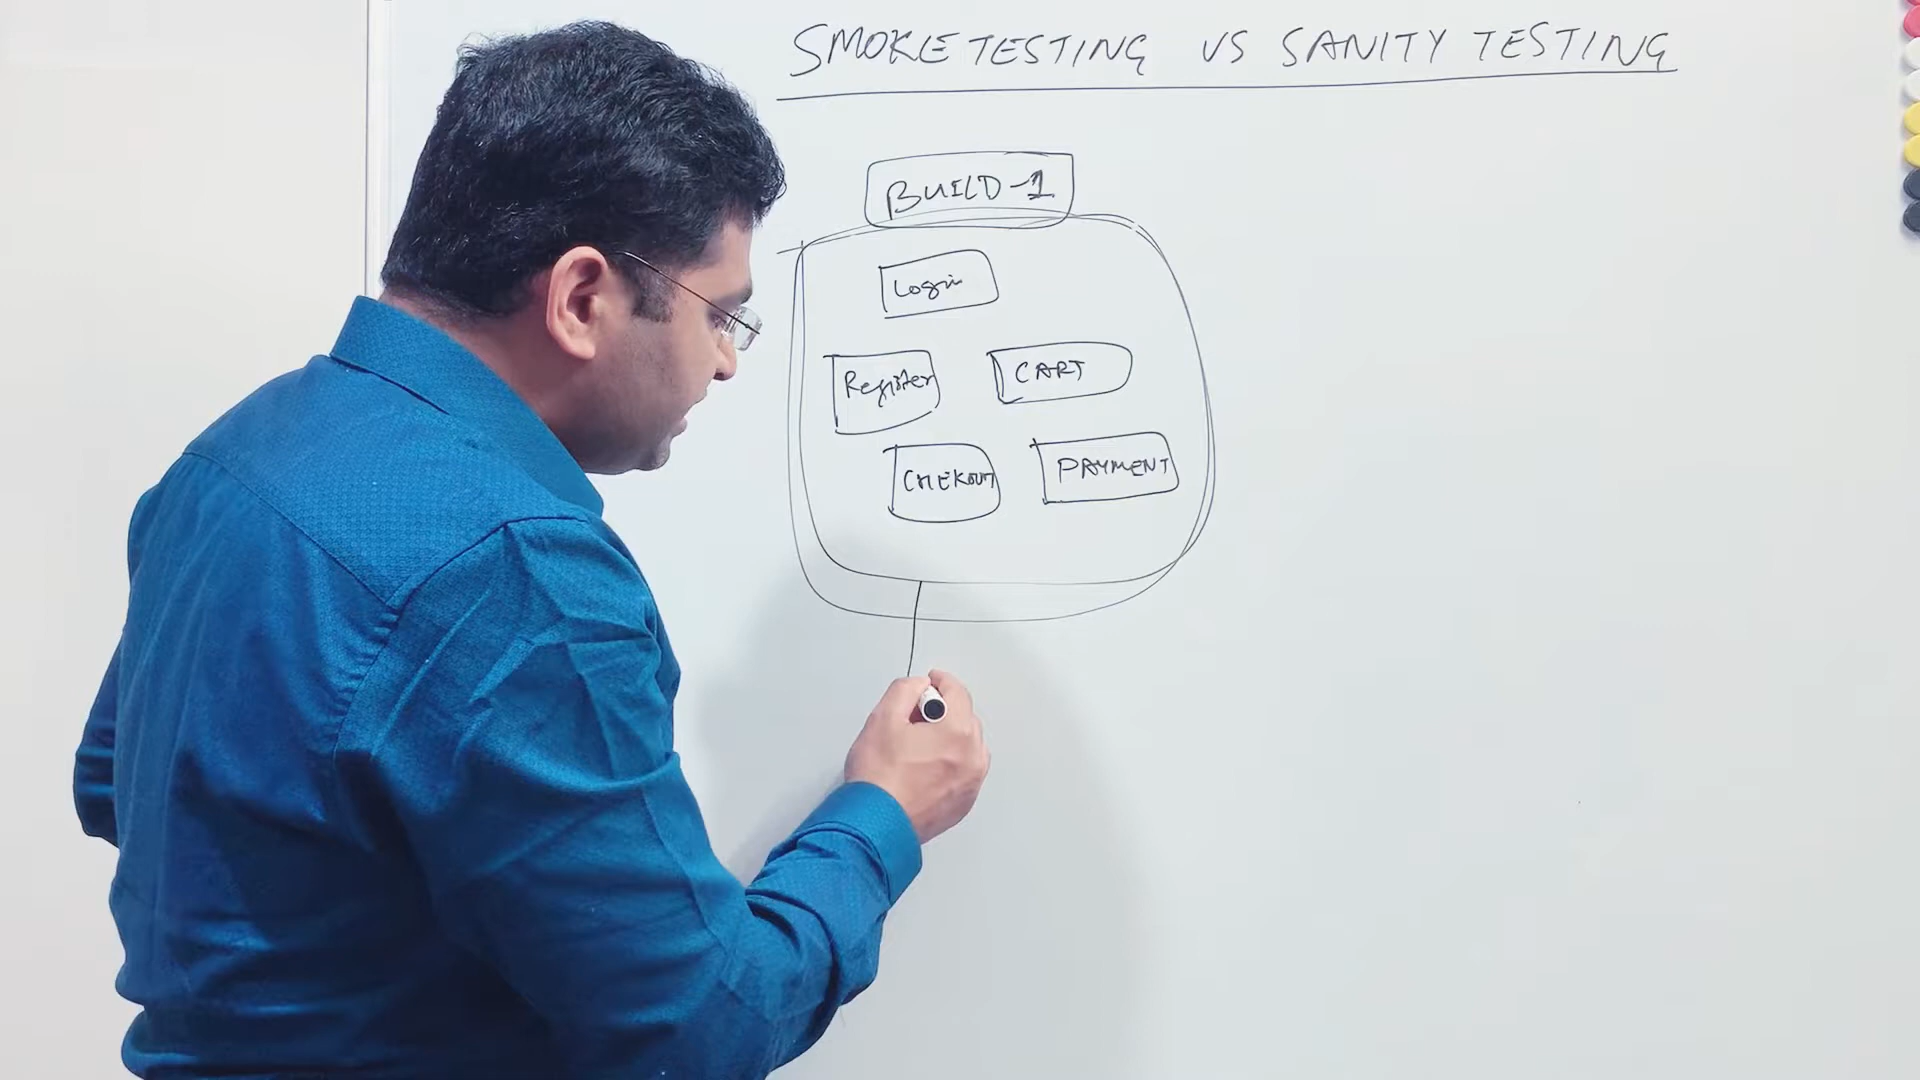 SMOKE TESTING VS SANITY TESTING
BUILD-1
Login
Register
CART
CHEKOUT
PAYMENT